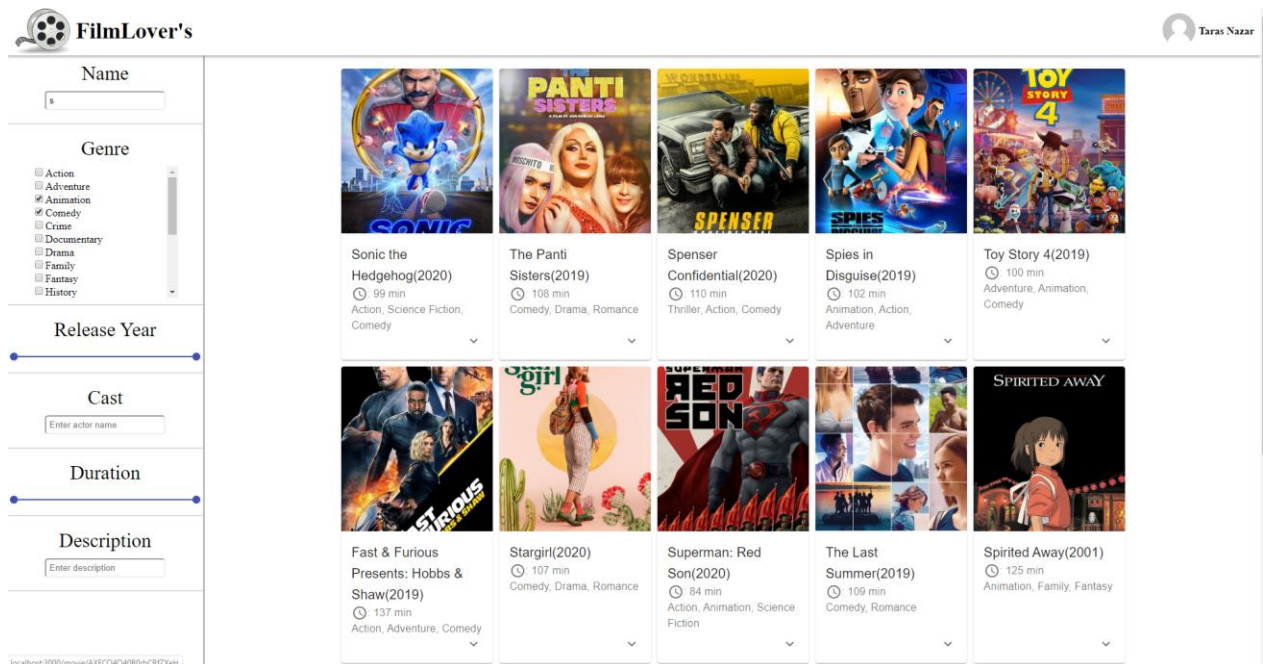 FilmLover's
Taras Nazar
Name
s
Genre
Action
Adventure
Animation
Comedy
Crime
Documentary
Drama
Family
Fantasy
History
Release Year
Cast
Enter actor name
Duration
Description
Enter description
PANTI
SISTERS
SPENSER
SPIES
TOY
STORY
4
SONIC
Sonic the
Hedgehog(2020)
: 99 min
Action, Science Fiction,
Comedy
The Panti
Sisters(2019)
: 108 min
Comedy, Drama, Romance
Spenser
Confidential(2020)
: 110 min
Thriller, Action, Comedy
Spies in
Disguise(2019)
: 102 min
Animation, Action,
Adventure
Toy Story 4(2019)
: 100 min
Adventure, Animation,
Comedy
girl
RED
SON
SPIRITED AWAY
Fast & Furious
Presents: Hobbs &
Shaw(2019)
: 137 min
Action, Adventure, Comedy
Stargirl(2020)
: 107 min
Comedy, Drama, Romance
Superman: Red
Son(2020)
: 84 min
Action, Animation, Science
Fiction
The Last
Summer(2019)
: 109 min
Comedy, Romance
Spirited Away(2001)
: 125 min
Animation, Family, Fantasy